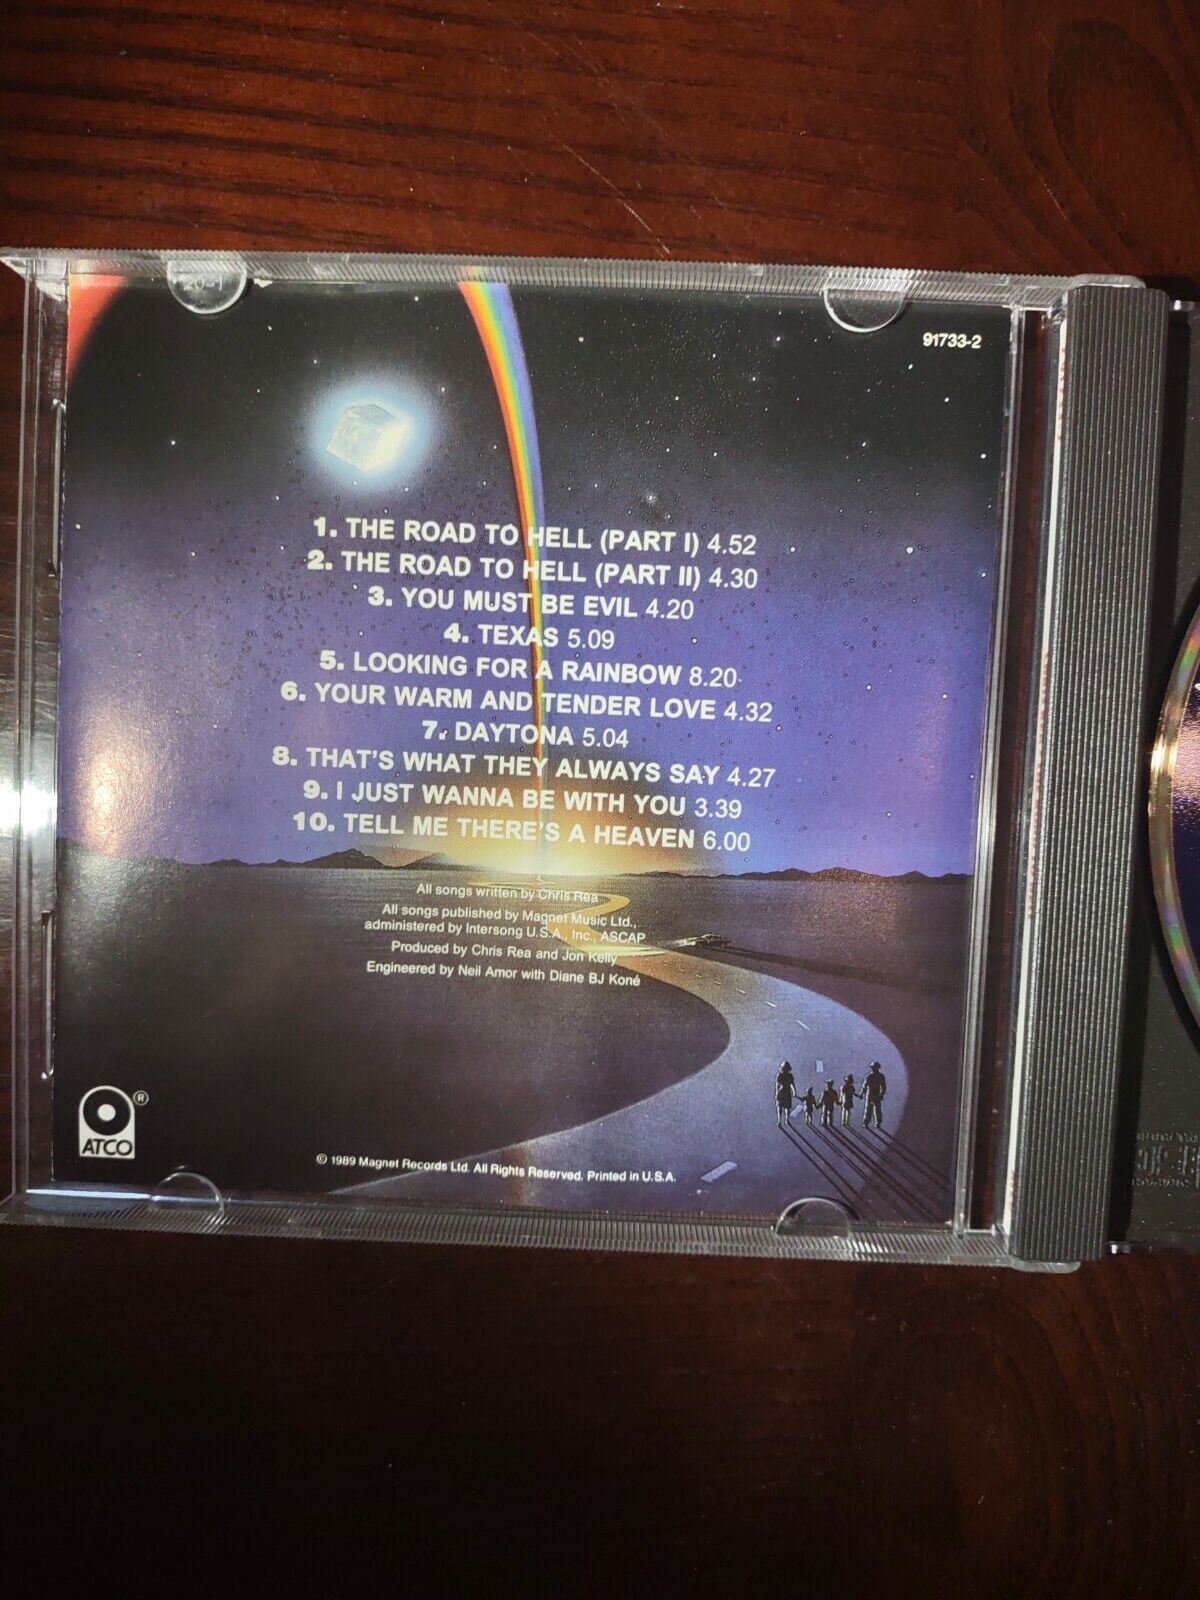 91733-2
1. THE ROAD TO HELL (PART I) 4.52
2. THE ROAD TO HELL (PART II) 4.30
3. YOU MUST BE EVIL 4.20
4. TEXAS 5.09
5. LOOKING FOR A RAINBOW 8.20
6. YOUR WARM AND TENDER LOVE 4.32
7. DAYTONA 5.04
8. THAT'S WHAT THEY ALWAYS SAY 4.27
9. I JUST WANNA BE WITH YOU 3.39
10. TELL ME THERE'S A HEAVEN 6.00
All songs written by Chris Rea
All songs published by Magnet Music Ltd.,
administered by Intersong U.S.A., Inc., ASCAP
Produced by Chris Rea and Jon Kelly
Engineered by Neil Amor with Diane BJ Koné
®
ATCO
© 1989 Magnet Records Ltd. All Rights Reserved. Printed in U.S.A.